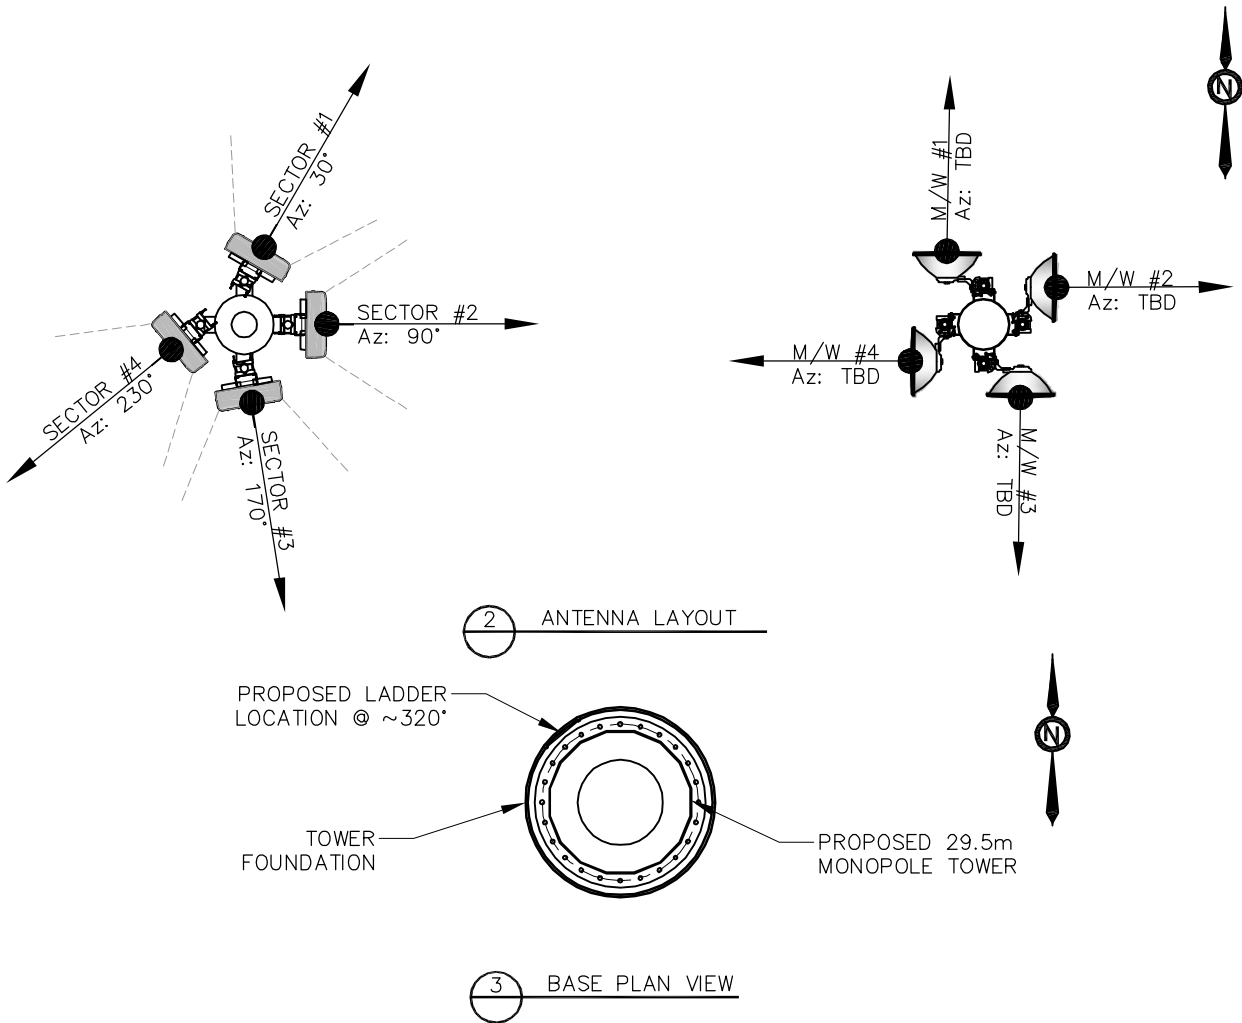 N
SECTOR #1
Az: 30°
SECTOR #2
Az: 90°
SECTOR #4
Az: 230°
SECTOR #3
Az: 170°
M/W #1
Az: TBD
M/W #2
Az: TBD
M/W #4
Az: TBD
M/W #3
Az: TBD
2 ANTENNA LAYOUT
N
PROPOSED LADDER
LOCATION @ ~320°
TOWER
FOUNDATION
PROPOSED 29.5m
MONOPOLE TOWER
3 BASE PLAN VIEW